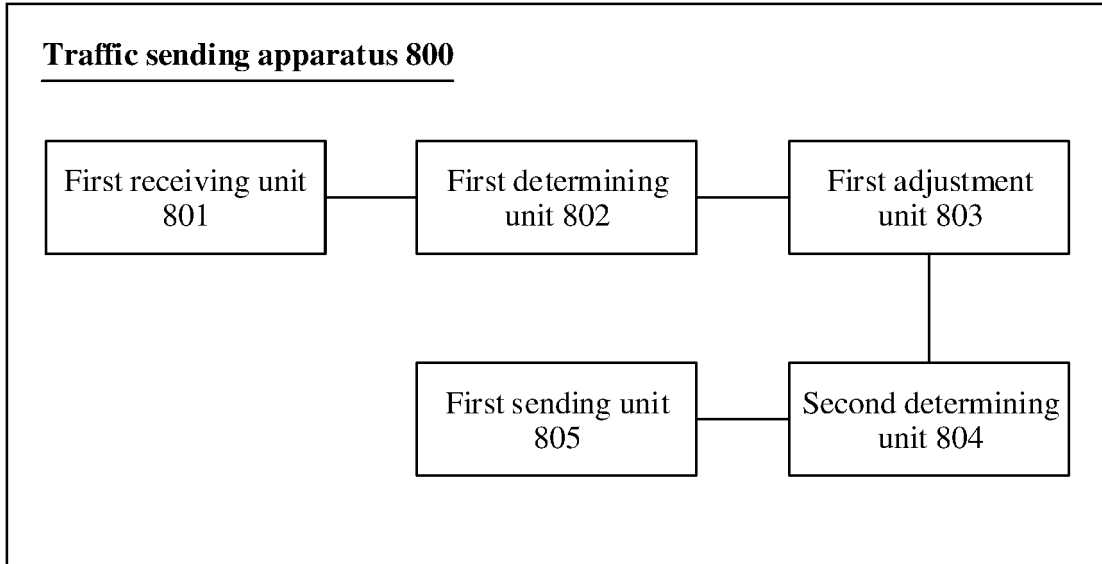 Traffic sending apparatus 800
First receiving unit
801
First determining
unit 802
First adjustment
unit 803
First sending unit
805
Second determining
unit 804